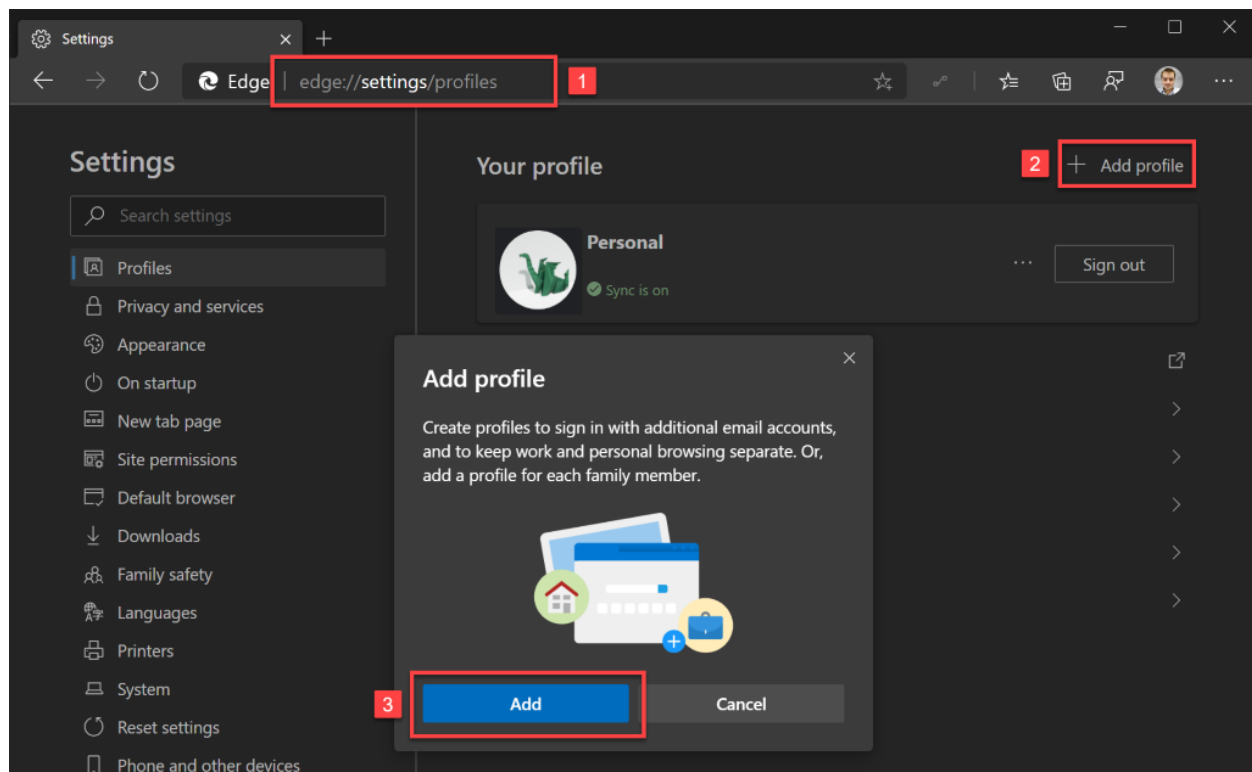 Settings
Edge | edge://settings/profiles
1
Settings
Search settings
Profiles
Privacy and services
Appearance
On startup
New tab page
Site permissions
Default browser
Downloads
Family safety
Languages
Printers
System
Reset settings
Phone and other devices
Your profile
2
Add profile
Personal
Sync is on
Sign out
Add profile
Create profiles to sign in with additional email accounts,
and to keep work and personal browsing separate. Or,
add a profile for each family member.
3
Add
Cancel